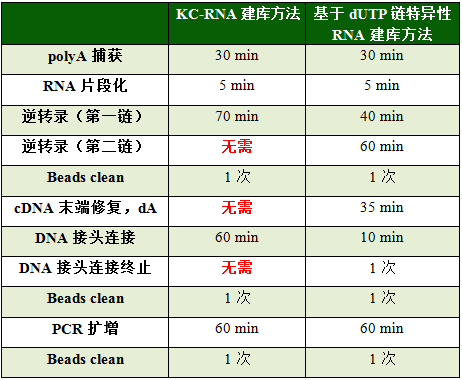 KC-RNA 建库方法 基于 dUTP 链特异性
RNA 建库方法
polyA 捕获 30 min 30 min
RNA 片段化 5 min 5 min
逆转录（第一链） 70 min 40 min
逆转录（第二链） 无需 60 min
Beads clean 1 次 1 次
cDNA 末端修复，dA 无需 35 min
DNA 接头连接 60 min 10 min
DNA 接头连接终止 无需 1 次
Beads clean 1 次 1 次
PCR 扩增 60 min 60 min
Beads clean 1 次 1 次